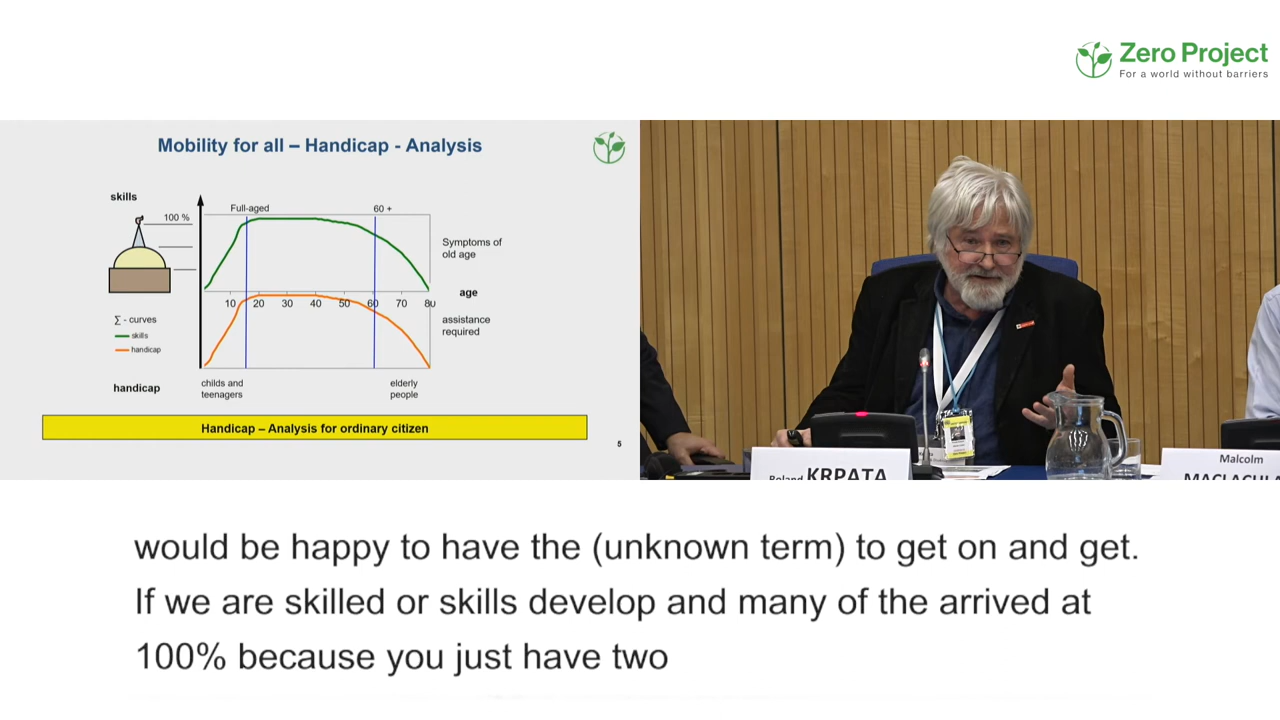 Zero Project
For a world without barriers
Mobility for all – Handicap - Analysis
skills
100 %
Full-aged
60 +
Symptoms of
old age
age
10 20 30 40 50 60 70 80
assistance
required
∑ - curves
skills
handicap
handicap
childs and
teenagers
elderly
people
Handicap – Analysis for ordinary citizen
5
Roland KRPATA
Malcolm
would be happy to have the (unknown term) to get on and get.
If we are skilled or skills develop and many of the arrived at
100% because you just have two